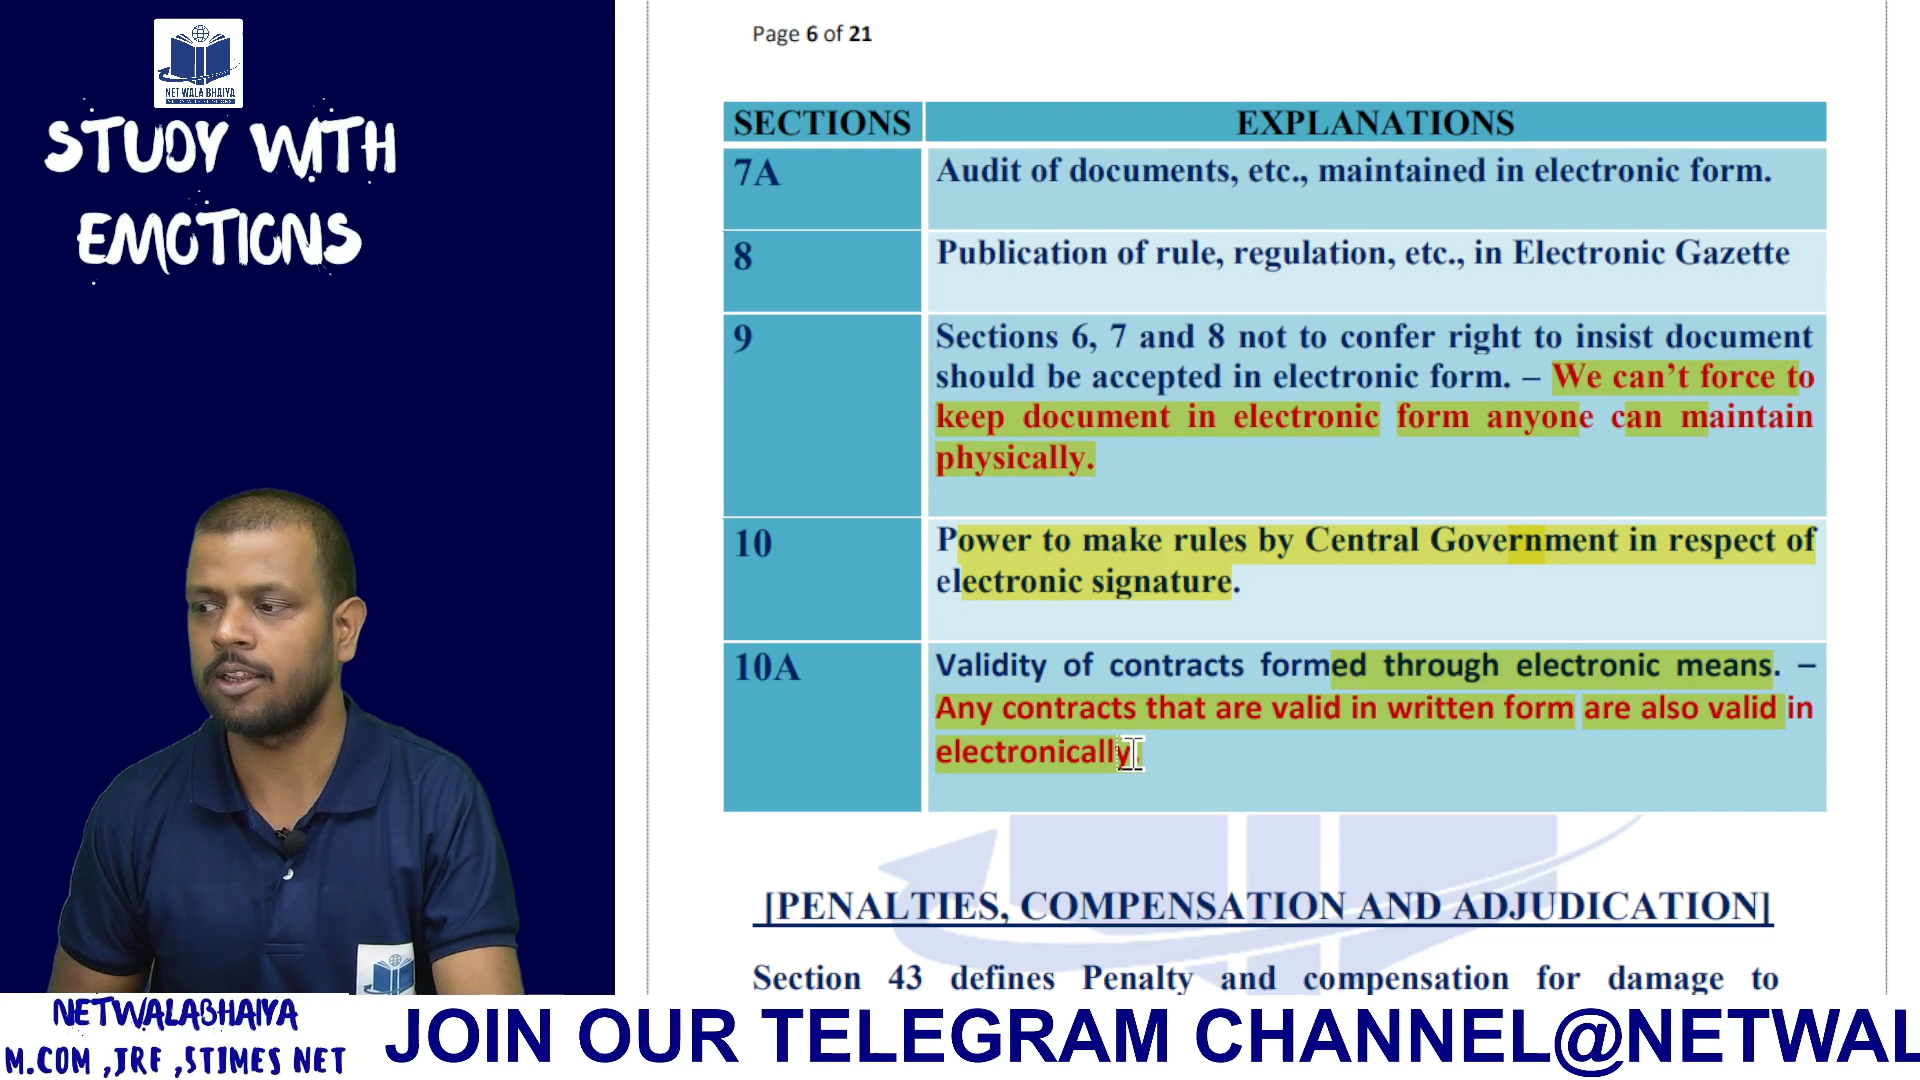 NET WALA BHAIYA
STUDY WITH
EMOTIONS
Page 6 of 21
SECTIONS EXPLANATIONS
7A Audit of documents, etc., maintained in electronic form.
8 Publication of rule, regulation, etc., in Electronic Gazette
9 Sections 6, 7 and 8 not to confer right to insist document
should be accepted in electronic form. – We can’t force to
keep document in electronic form anyone can maintain
physically.
10 Power to make rules by Central Government in respect of
electronic signature.
10A Validity of contracts formed through electronic means. –
Any contracts that are valid in written form are also valid in
electronically
[PENALTIES, COMPENSATION AND ADJUDICATION]
Section 43 defines Penalty and compensation for damage to
NETWALABHAIYA
M.COM ,JRF ,5TIMES NET
JOIN OUR TELEGRAM CHANNEL@NETWAL